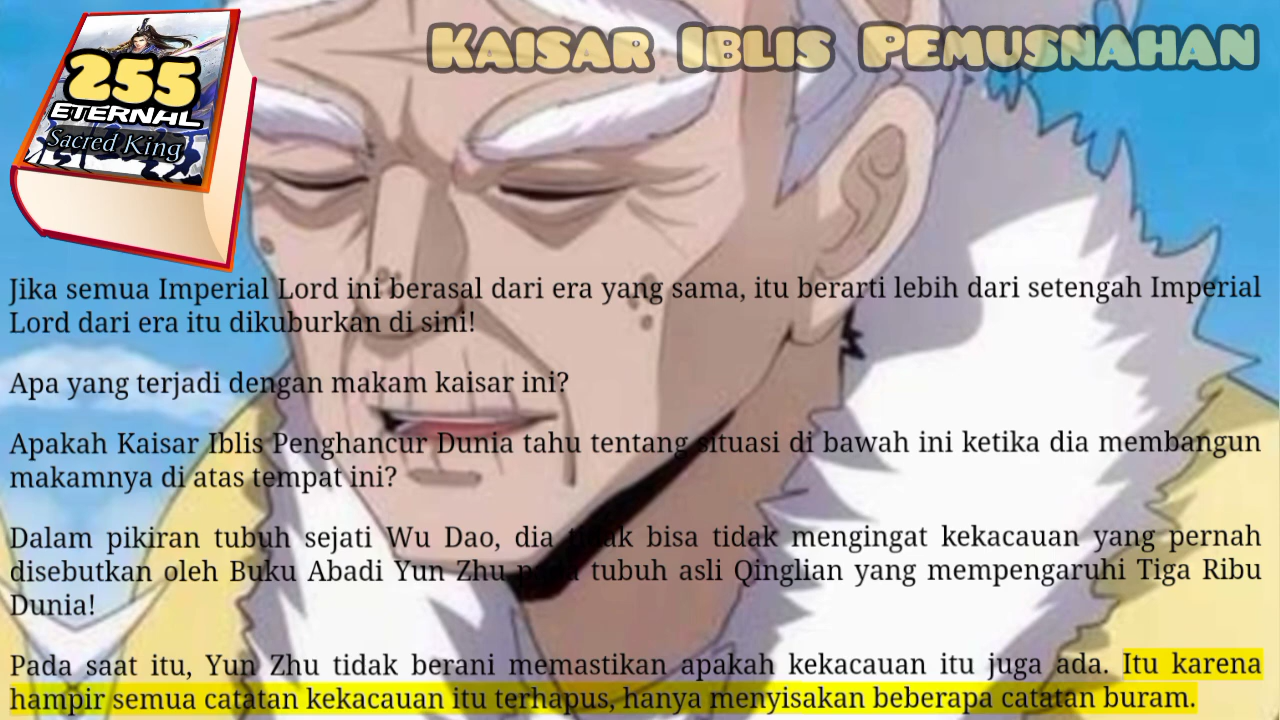 Kaisar Iblis Pemusnahan
255
ETERNAL
Sacred King
Jika semua Imperial Lord ini berasal dari era yang sama, itu berarti lebih dari setengah Imperial
Lord dari era itu dikuburkan di sini!
Apa yang terjadi dengan makam kaisar ini?
Apakah Kaisar Iblis Penghancur Dunia tahu tentang situasi di bawah ini ketika dia membangun
makamnya di atas tempat ini?
Dalam pikiran tubuh sejati Wu Dao, dia tidak bisa tidak mengingat kekacauan yang pernah
disebutkan oleh Buku Abadi Yun Zhu pada tubuh asli Qinglian yang mempengaruhi Tiga Ribu
Dunia!
Pada saat itu, Yun Zhu tidak berani memastikan apakah kekacauan itu juga ada. Itu karena
hampir semua catatan kekacauan itu terhapus, hanya menyisakan beberapa catatan buram.